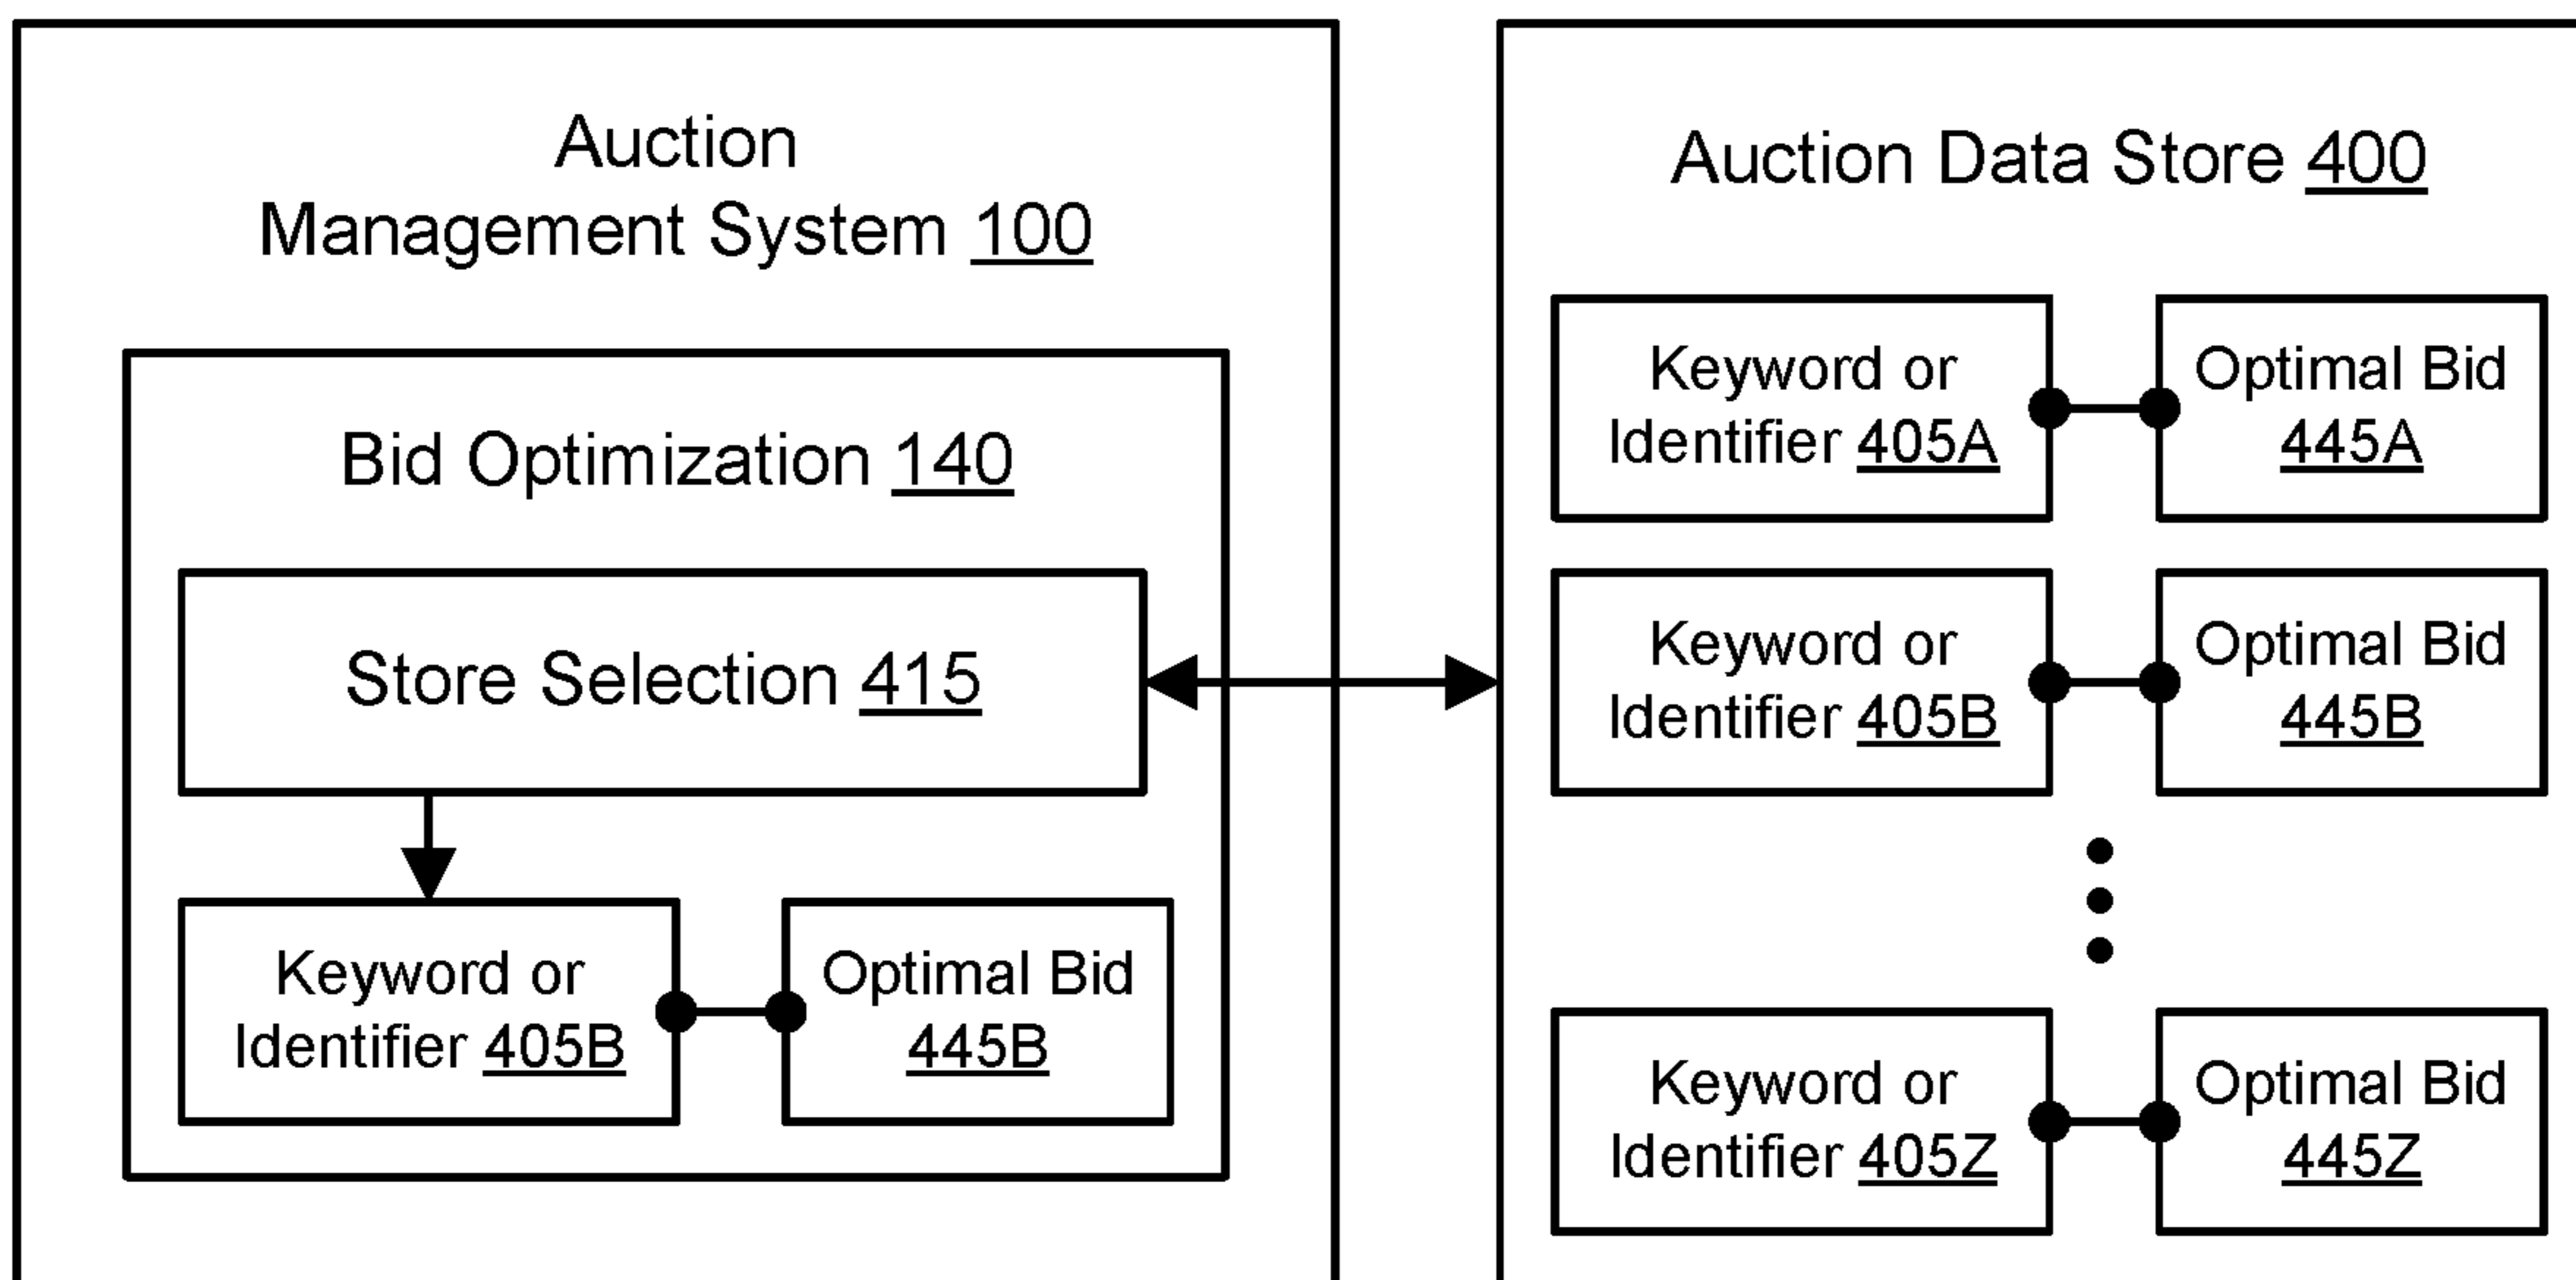 Auction
Management System 100
Bid Optimization 140
Store Selection 415
Keyword or
Identifier 405B
Optimal Bid
445B
Auction Data Store 400
Keyword or
Identifier 405A
Optimal Bid
445A
Keyword or
Identifier 405B
Optimal Bid
445B
Keyword or
Identifier 405Z
Optimal Bid
445Z